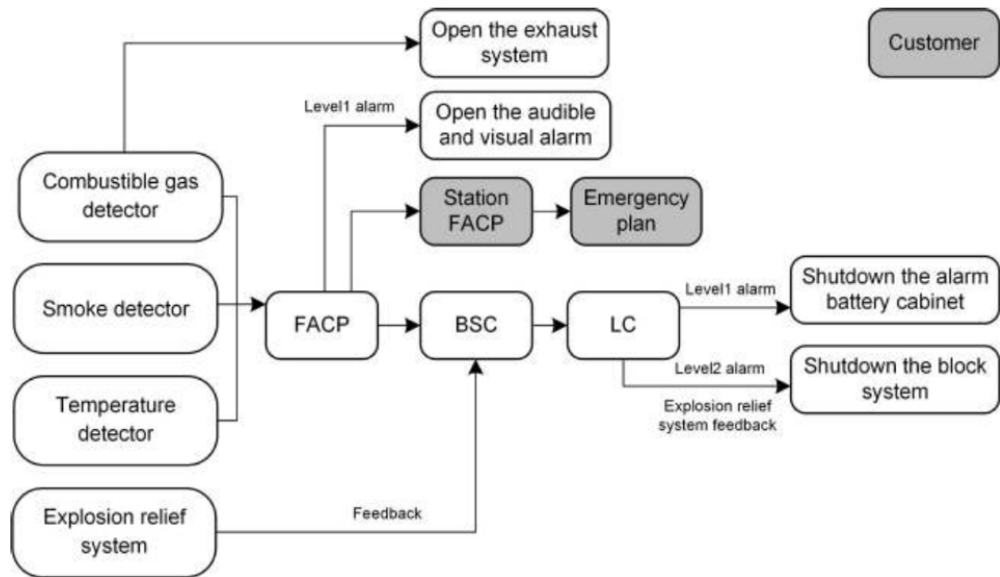 Open the exhaust
system
Customer
Level1 alarm
Open the audible
and visual alarm
Combustible gas
detector
Station
FACP
Emergency
plan
Smoke detector
FACP
BSC
LC
Level1 alarm
Shutdown the alarm
battery cabinet
Level2 alarm
Shutdown the block
system
Explosion relief
system feedback
Temperature
detector
Explosion relief
system
Feedback